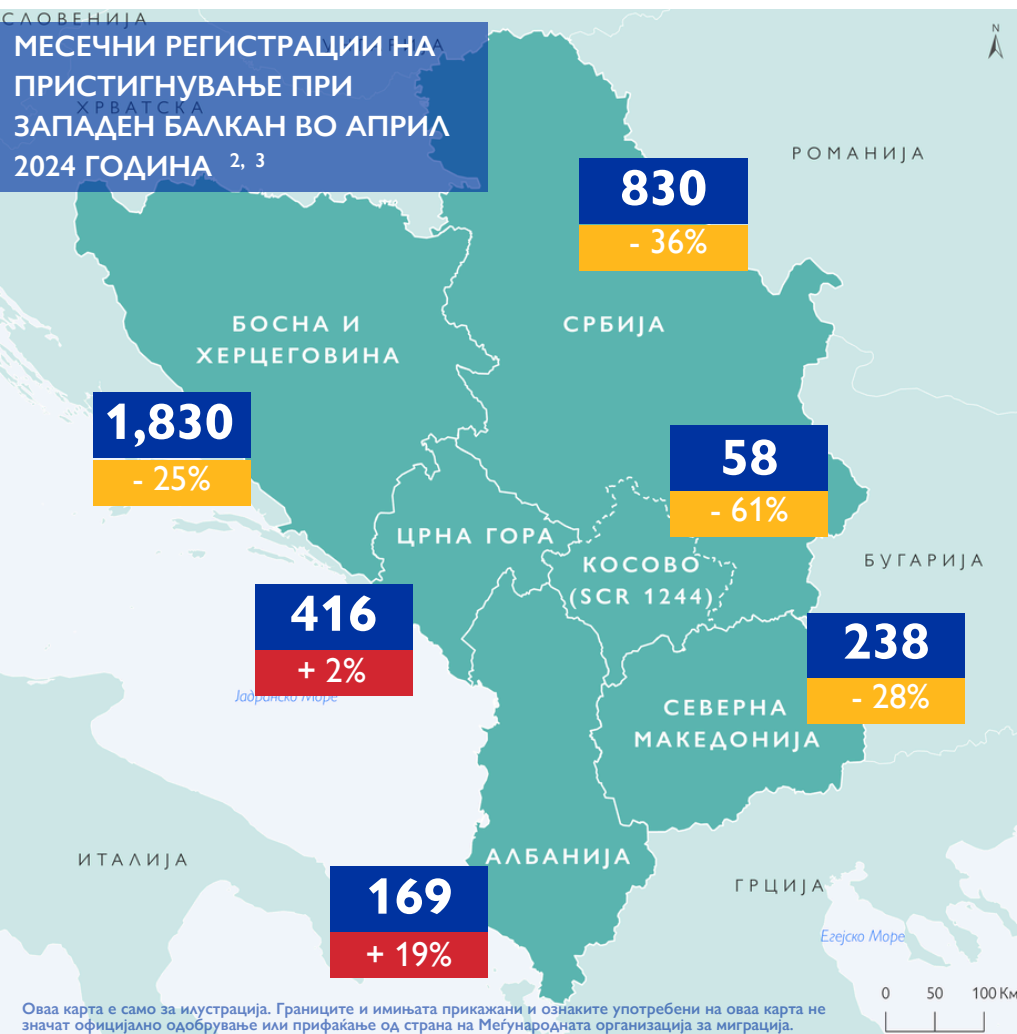 СЛОВЕНИЈА
МЕСЕЧНИ РЕГИСТРАЦИИ НА
ПРИСТИГНУВАЊЕ ПРИ
ХРВАТСКА
ЗАПАДЕН БАЛКАН ВО АПРИЛ
2024 ГОДИНА 2, 3
N
РОМАНИЈА
830
- 36%
БОСНА И
ХЕРЦЕГОВИНА
СРБИЈА
1,830
- 25%
58
- 61%
ЦРНА ГОРА
КОСОВО
(SCR 1244)
БУГАРИЈА
416
+ 2%
Јадранско Море
238
- 28%
СЕВЕРНА
МАКЕДОНИЈА
ИТАЛИЈА
АЛБАНИЈА
ГРЦИЈА
169
+ 19%
Егејско Море
0 50 100 Км
Оваа карта е само за илустрација. Границите и имињата прикажани и ознаките употребени на оваа карта не
значат официјално одобрување или прифаќање од страна на Меѓународната организација за миграција.